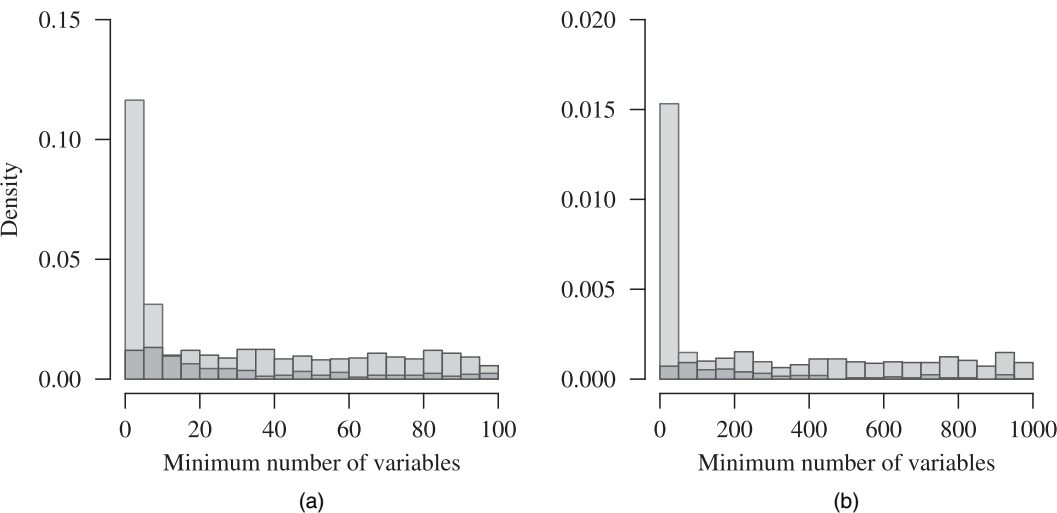 0.15
0.10
0.05
0.00
Density
0 20 40 60 80 100
Minimum number of variables
(a)
0.020
0.015
0.010
0.005
0.000
0 200 400 600 800 1000
Minimum number of variables
(b)